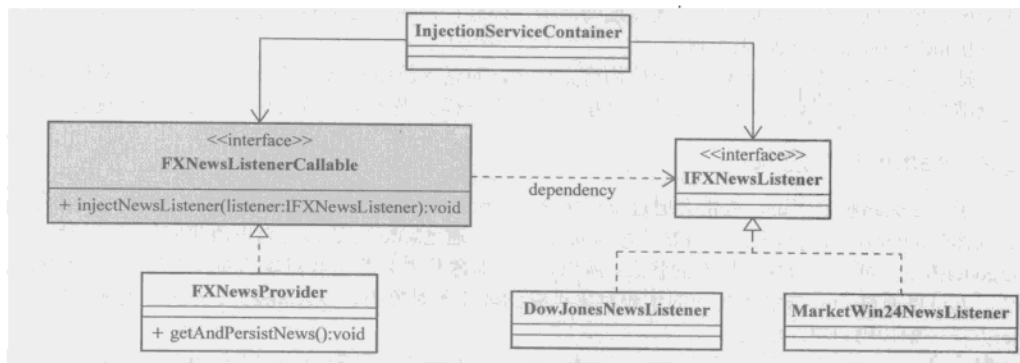 InjectionServiceContainer
<<interface>>
FXNewsListenerCallable
+ injectNewsListener(listener:IFXNewsListener):void
dependency
<<interface>>
IFXNewsListener
FXNewsProvider
+ getAndPersistNews():void
DowJonesNewsListener
MarketWin24NewsListener